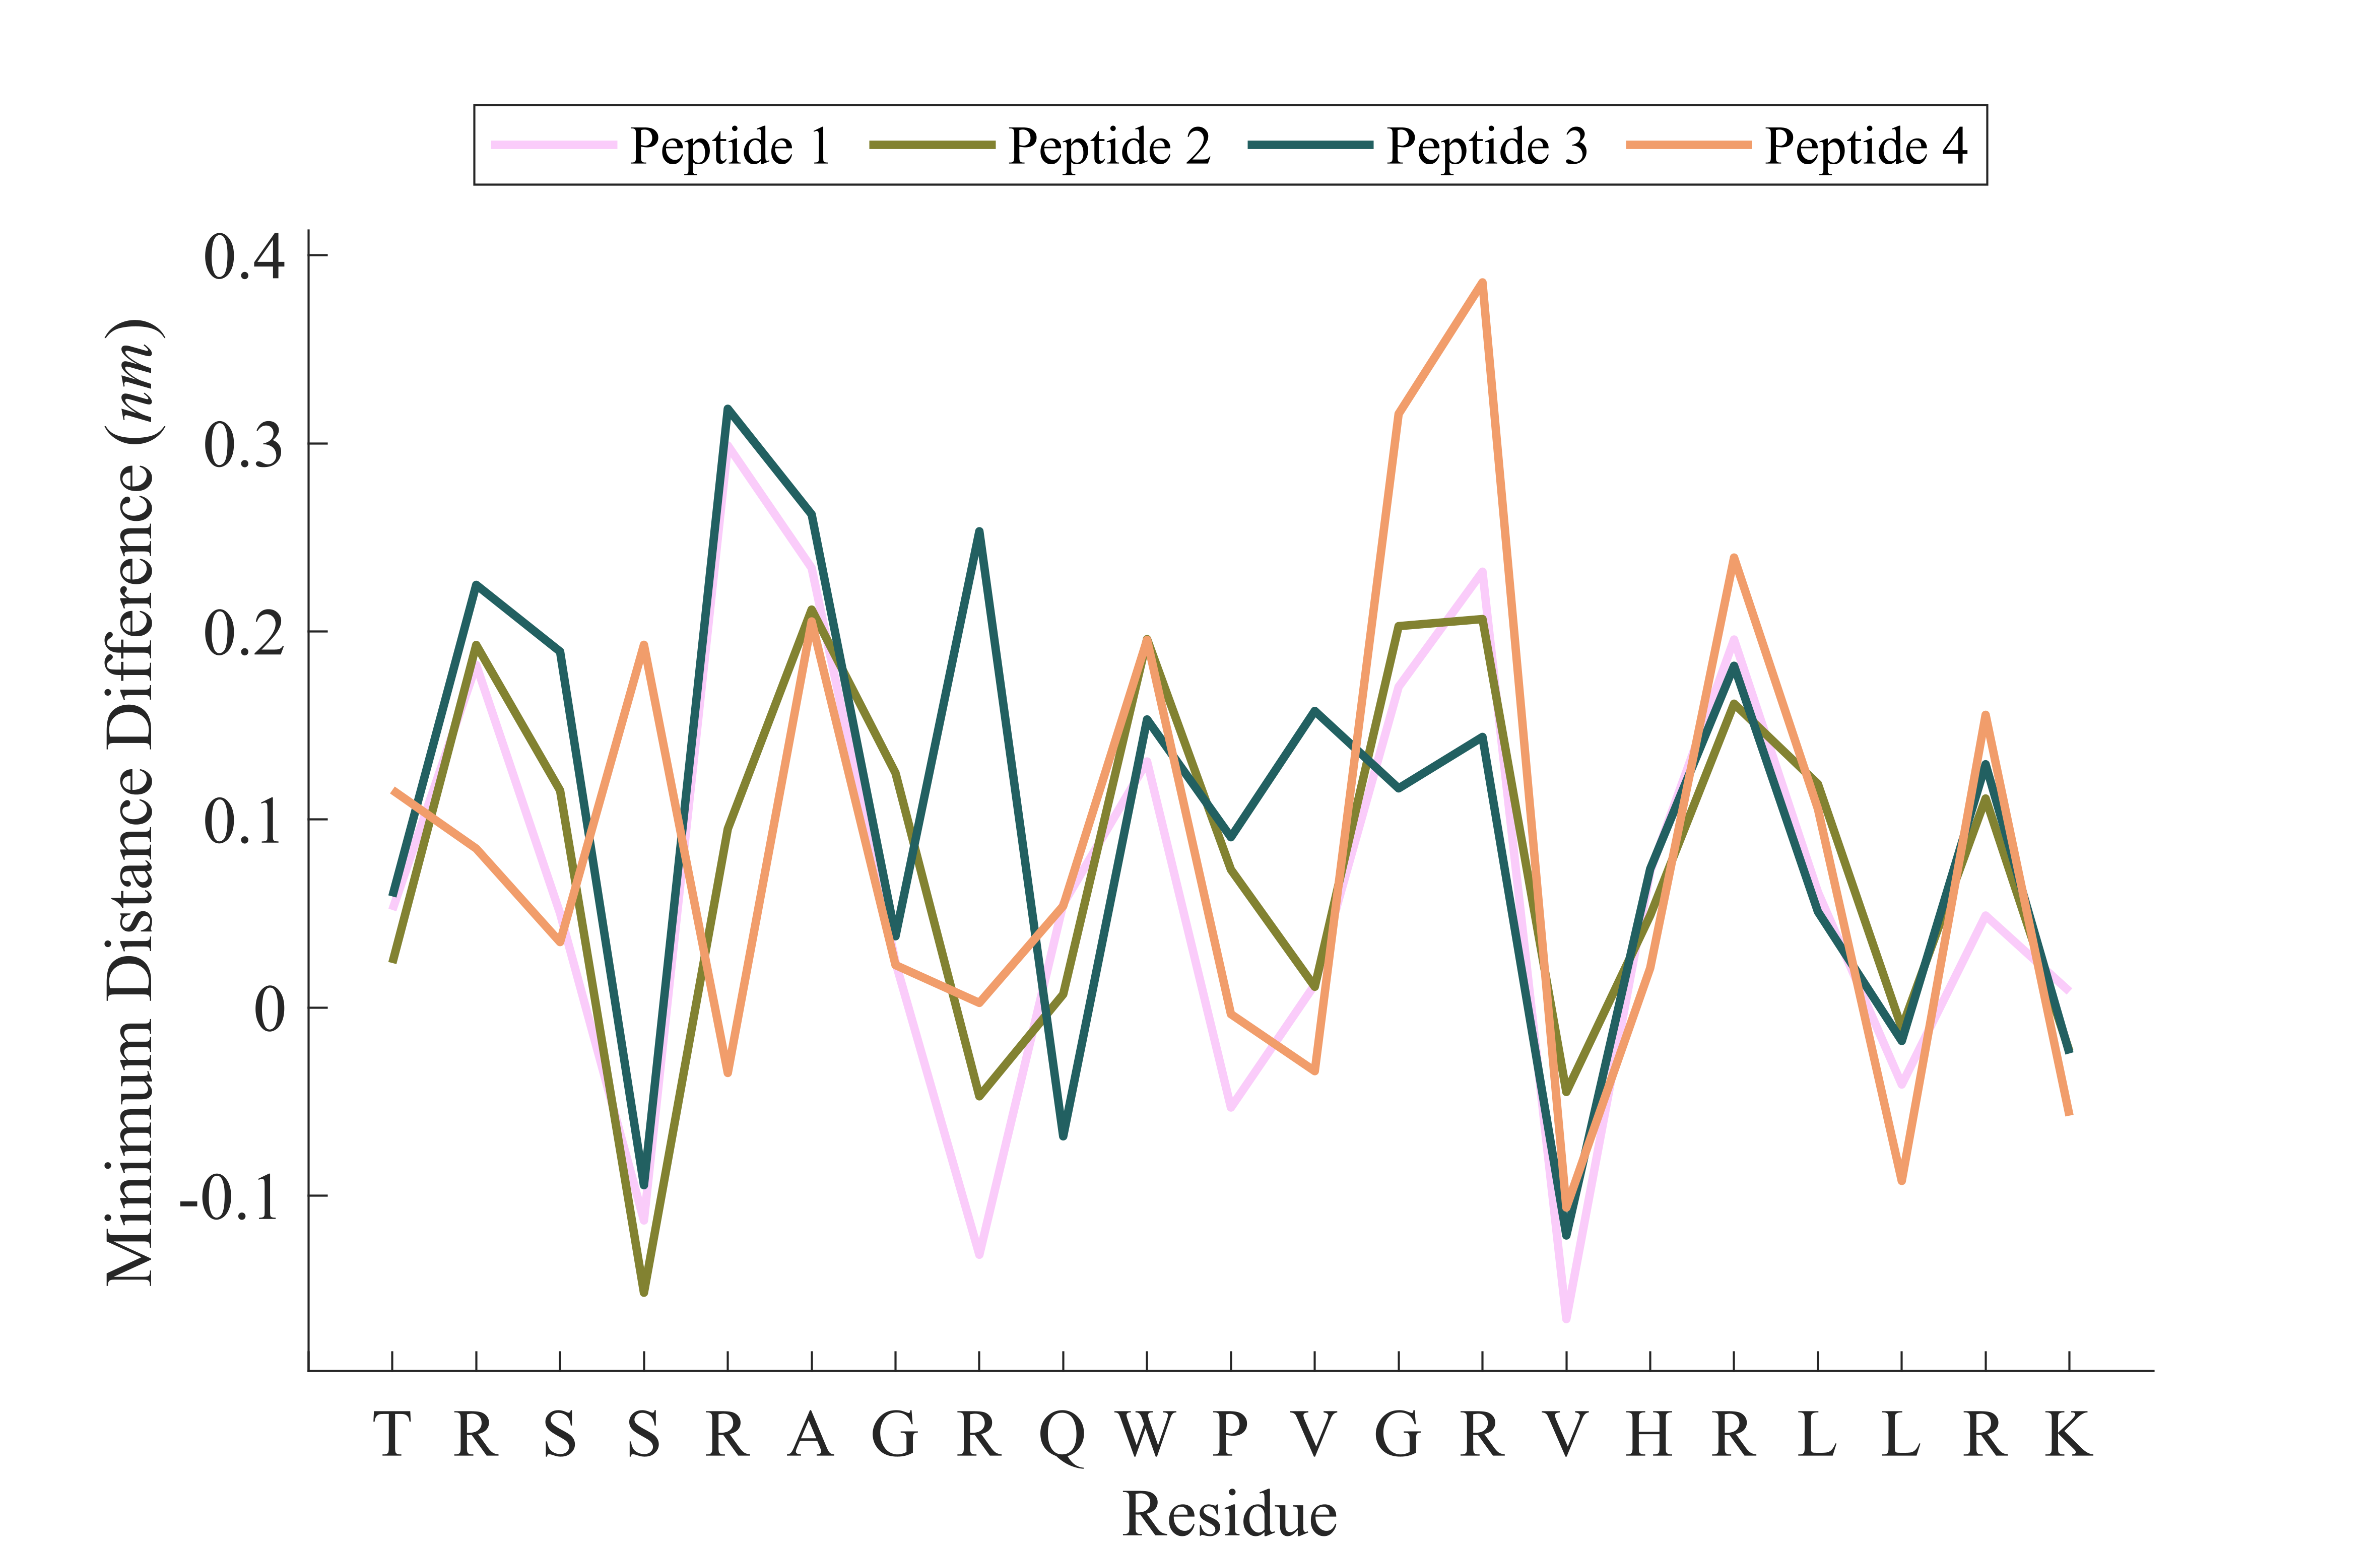 Peptide 1 Peptide 2 Peptide 3 Peptide 4
0.4
0.3
0.2
0.1
0
-0.1
Minimum Distance Difference (nm)
T R S S R A G R Q W P V G R V H R L L R K
Residue